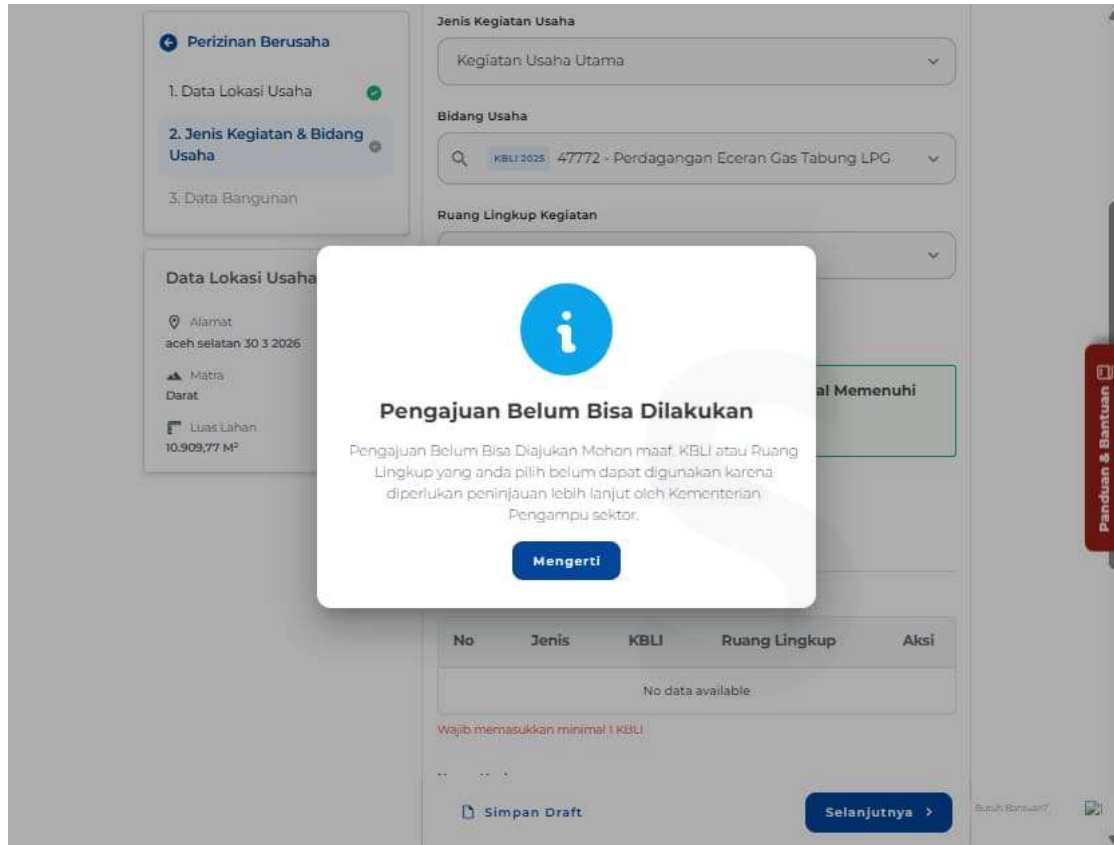 Perizinan Berusaha
1. Data Lokasi Usaha
2. Jenis Kegiatan & Bidang
Usaha
3. Data Bangunan
Data Lokasi Usaha
Alamat
aceh selatan 30 3 2026
Matra
Darat
Luas Lahan
10.909,77 M²
Jenis Kegiatan Usaha
Kegiatan Usaha Utama
Bidang Usaha
KBLI 2025 47772 - Perdagangan Eceran Gas Tabung LPG
Ruang Lingkup Kegiatan
al Memenuhi
Pengajuan Belum Bisa Dilakukan
Pengajuan Belum Bisa Diajukan Mohon maaf. KBLI atau Ruang
Lingkup yang anda pilih belum dapat digunakan karena
diperlukan peninjauan lebih lanjut oleh Kementerian
Pengampu sektor.
Mengerti
No Jenis KBLI Ruang Lingkup Aksi
No data available
Wajib memasukkan minimal 1 KBLI
Simpan Draft
Selanjutnya
Butuh Bantuan?
Panduan & Bantuan